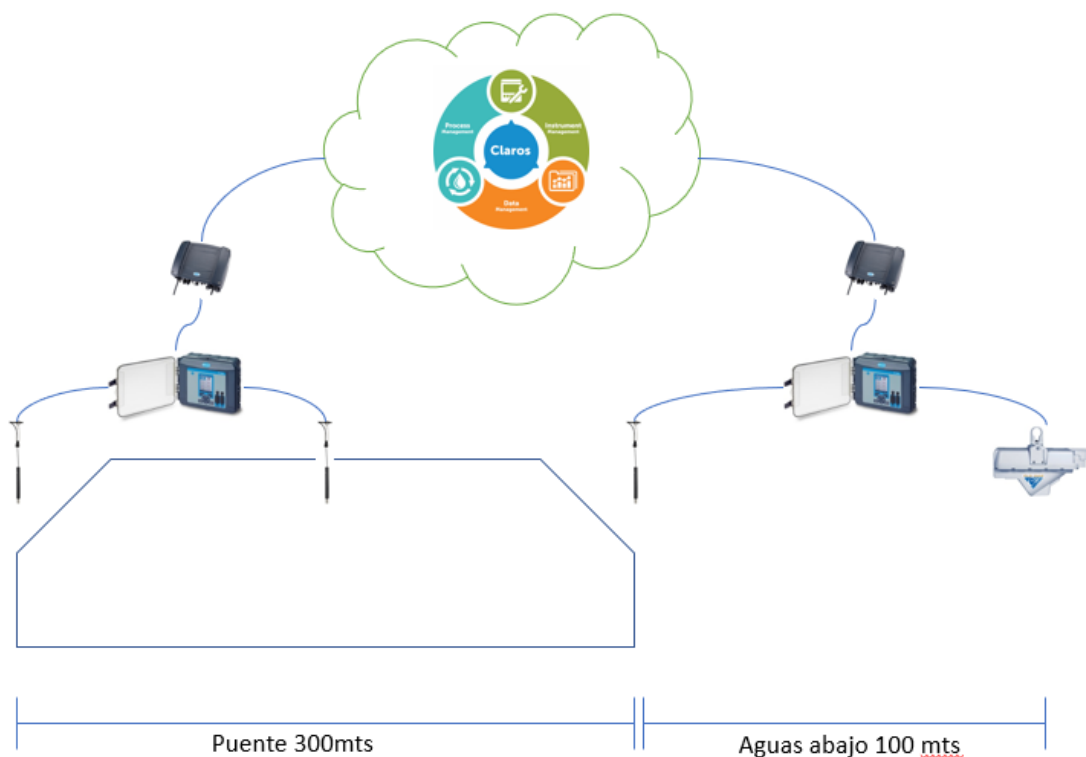 Process
Management
Instrument
Management
Claros
Data
Management
Puente 300mts
Aguas abajo 100 mts